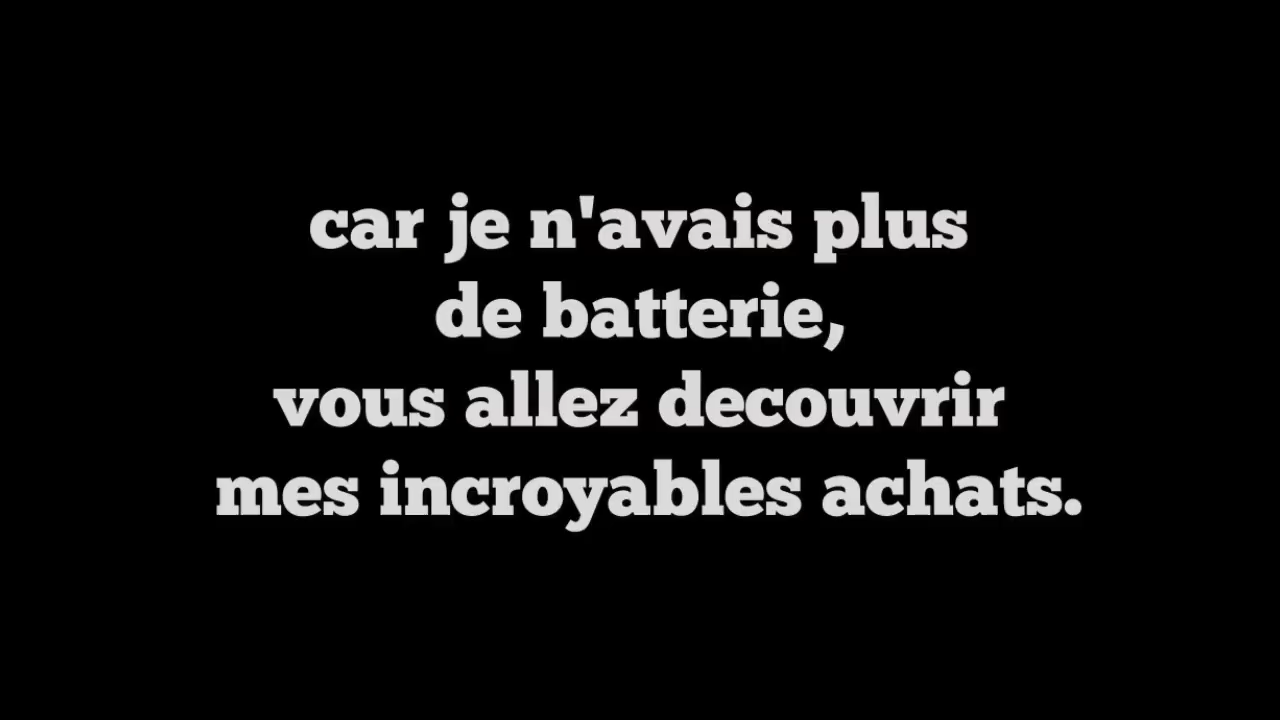 car je n'avais plus
de batterie,
vous allez decouvrir
mes incroyables achats.